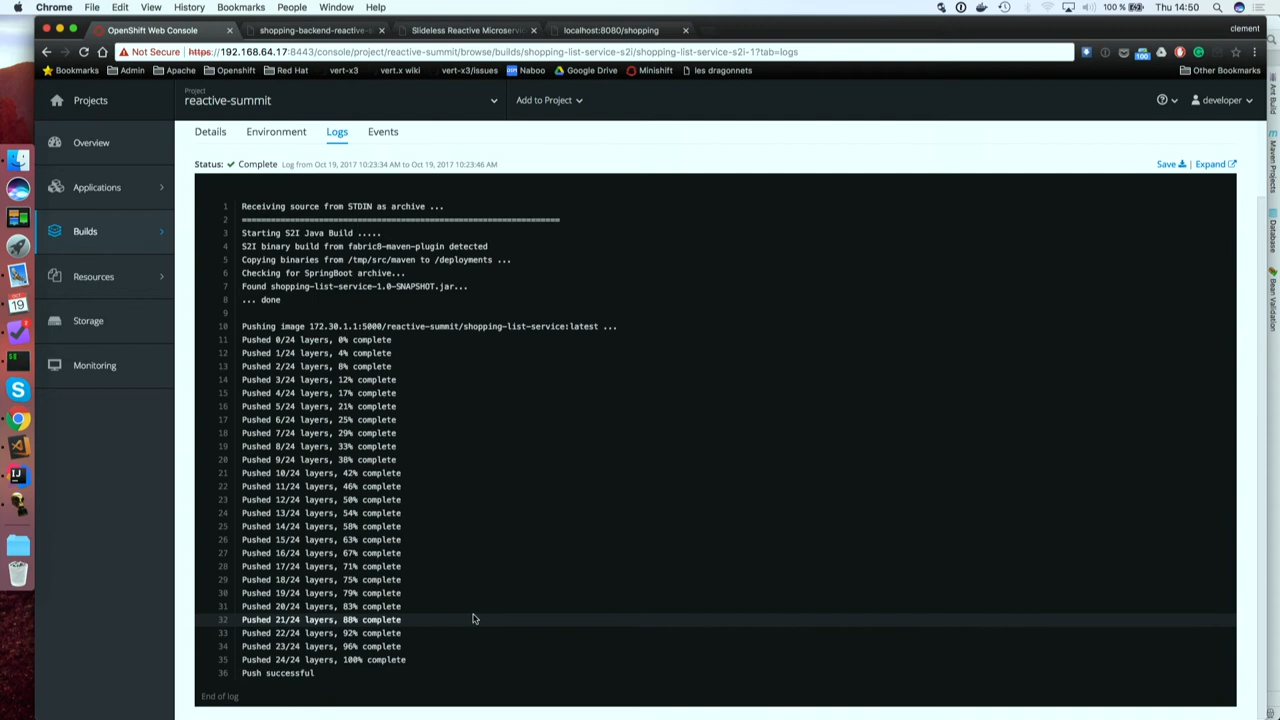 Chrome File Edit View History Bookmarks People Window Help 100 % Thu 14:50
OpenShift Web Console shopping-backend-reactive-s Slideless Reactive Microservic localhost:8080/shopping clement
Not Secure https://192.168.64.17:8443/console/project/reactive-summit/browse/builds/shopping-list-service-s2i/shopping-list-service-s2i-1?tab=logs
Bookmarks Admin Apache Openshift Red Hat vert-x3 vert.x wiki vert-x3/issues Naboo Google Drive Minishift les dragonnets Other Bookmarks
Projects
Project
reactive-summit
Add to Project
developer
Overview
Applications
Builds
Resources
Storage
Monitoring
Details Environment Logs Events
Status: Complete Log from Oct 19, 2017 10:23:34 AM to Oct 19, 2017 10:23:46 AM
Save | Expand
1 Receiving source from STDIN as archive ...
2 ==================================================================
3 Starting S2I Java Build .....
4 S2I binary build from fabric8-maven-plugin detected
5 Copying binaries from /tmp/src/maven to /deployments ...
6 Checking for SpringBoot archive...
7 Found shopping-list-service-1.0-SNAPSHOT.jar...
8 ... done
9
10 Pushing image 172.30.1.1:5000/reactive-summit/shopping-list-service:latest ...
11 Pushed 0/24 layers, 0% complete
12 Pushed 1/24 layers, 4% complete
13 Pushed 2/24 layers, 8% complete
14 Pushed 3/24 layers, 12% complete
15 Pushed 4/24 layers, 17% complete
16 Pushed 5/24 layers, 21% complete
17 Pushed 6/24 layers, 25% complete
18 Pushed 7/24 layers, 29% complete
19 Pushed 8/24 layers, 33% complete
20 Pushed 9/24 layers, 38% complete
21 Pushed 10/24 layers, 42% complete
22 Pushed 11/24 layers, 46% complete
23 Pushed 12/24 layers, 50% complete
24 Pushed 13/24 layers, 54% complete
25 Pushed 14/24 layers, 58% complete
26 Pushed 15/24 layers, 63% complete
27 Pushed 16/24 layers, 67% complete
28 Pushed 17/24 layers, 71% complete
29 Pushed 18/24 layers, 75% complete
30 Pushed 19/24 layers, 79% complete
31 Pushed 20/24 layers, 83% complete
32 Pushed 21/24 layers, 88% complete
33 Pushed 22/24 layers, 92% complete
34 Pushed 23/24 layers, 96% complete
35 Pushed 24/24 layers, 100% complete
36 Push successful
End of log
Ant Build
Maven Projects
Database
Bean Validation
OCT
19
IJ